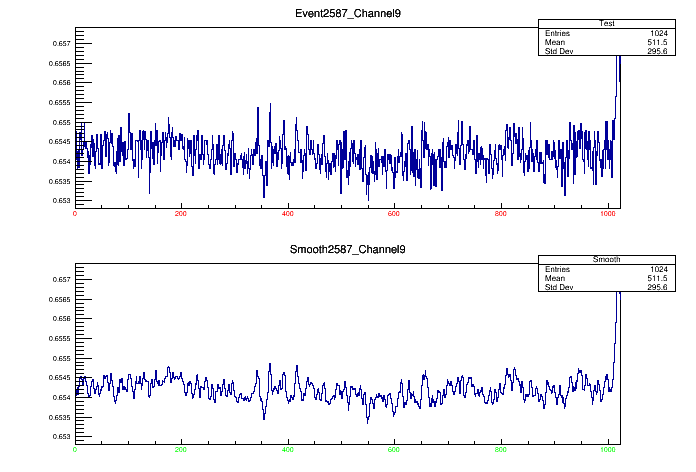 Event2587_Channel9
Test
Entries 1024
Mean 511.5
Std Dev 295.6
0.657
0.6565
0.656
0.6555
0.655
0.6545
0.654
0.6535
0.653
0 200 400 600 800 1000
Smooth2587_Channel9
Smooth
Entries 1024
Mean 511.5
Std Dev 295.6
0.657
0.6565
0.656
0.6555
0.655
0.6545
0.654
0.6535
0.653
0 200 400 600 800 1000